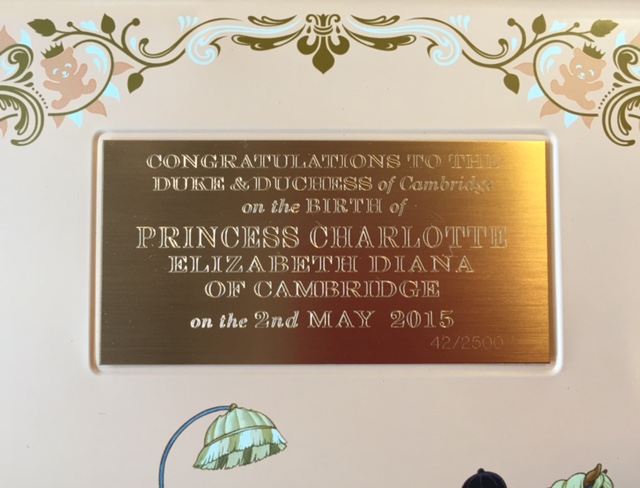 CONGRATULATIONS TO THE
DUKE & DUCHESS of Cambridge
on the BIRTH of
PRINCESS CHARLOTTE
ELIZABETH DIANA
OF CAMBRIDGE
on the 2nd MAY 2015
42/2500